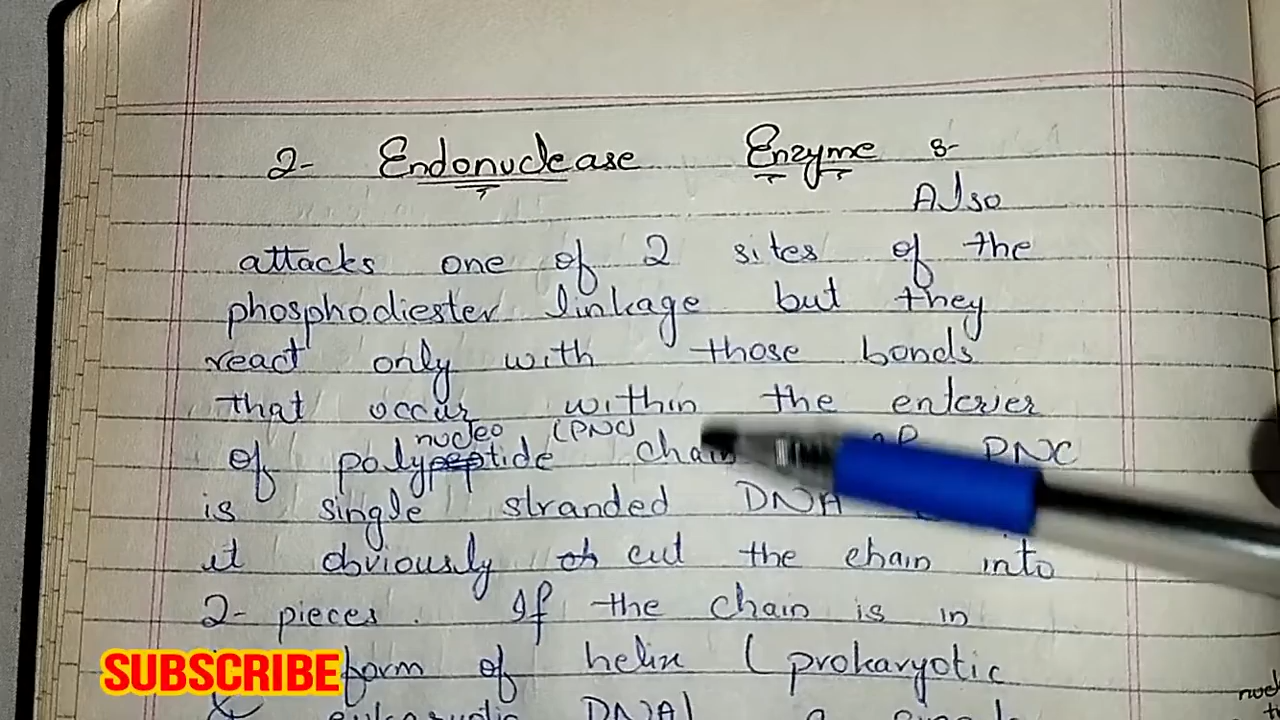 2- Endonuclease Enzyme :-
Also
attacks one of 2 sites of the
phosphodiester linkage but they
react only with those bonds
that occur within the enterier
nucleo (PNC)
of polypeptide chain PNC
is single stranded DNA
it obviously cut the chain into
2- pieces. If the chain is in
form of helix (prokaryotic
SUBSCRIBE
eukaryotic DNA)